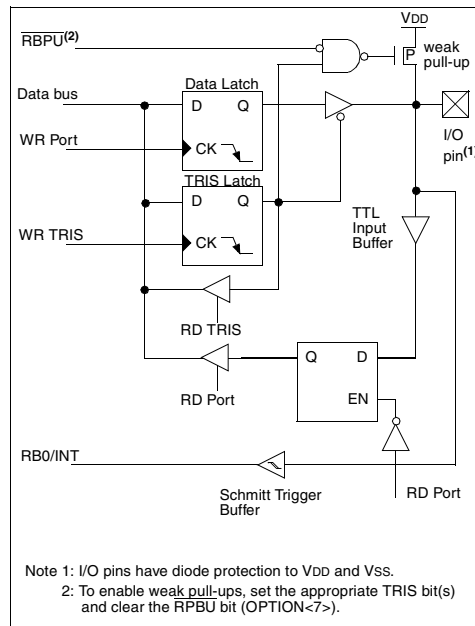 VDD
RBPU(2)
weak
pull-up
P
Data Latch
Data bus
D Q
I/O
pin(1)
WR Port
CK
TRIS Latch
D Q
TTL
Input
Buffer
WR TRIS
CK
RD TRIS
Q D
RD Port
EN
RB0/INT
Schmitt Trigger
Buffer
RD Port
Note 1: I/O pins have diode protection to VDD and VSS.
2: To enable weak pull-ups, set the appropriate TRIS bit(s)
and clear the RPBU bit (OPTION<7>).